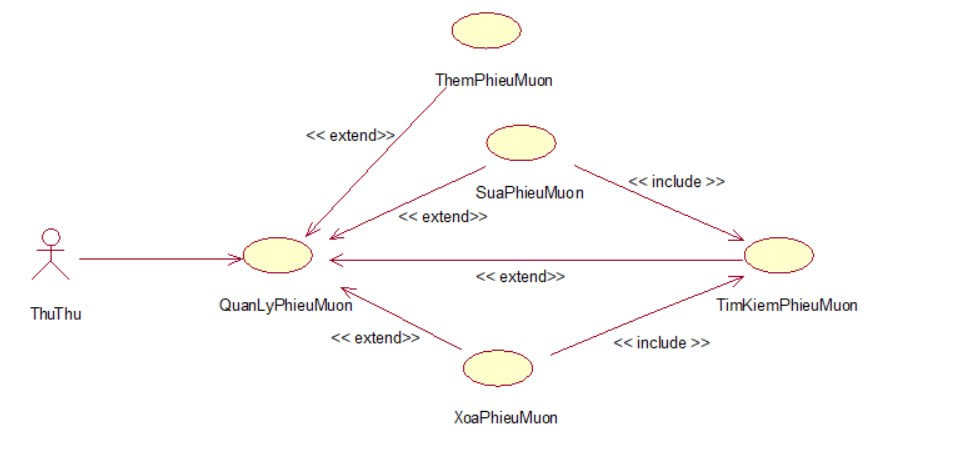 ThemPhieuMuon
<< extend>>
SuaPhieuMuon
<< include >>
<< extend>>
ThuThu
QuanLyPhieuMuon
<< extend>>
TimKiemPhieuMuon
<< extend>>
<< include >>
XoaPhieuMuon